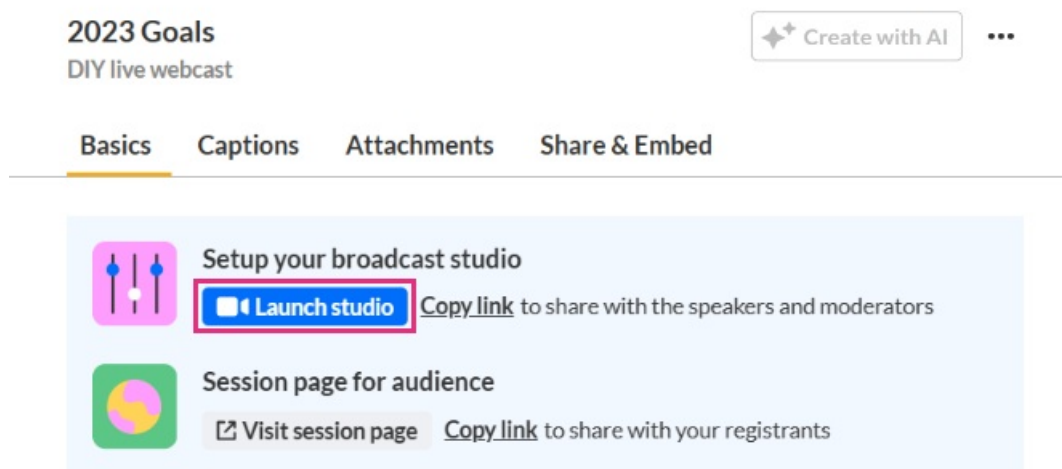 2023 Goals
Create with AI
DIY live webcast
Basics Captions Attachments Share & Embed
Setup your broadcast studio
Launch studio Copy link to share with the speakers and moderators
Session page for audience
Visit session page Copy link to share with your registrants